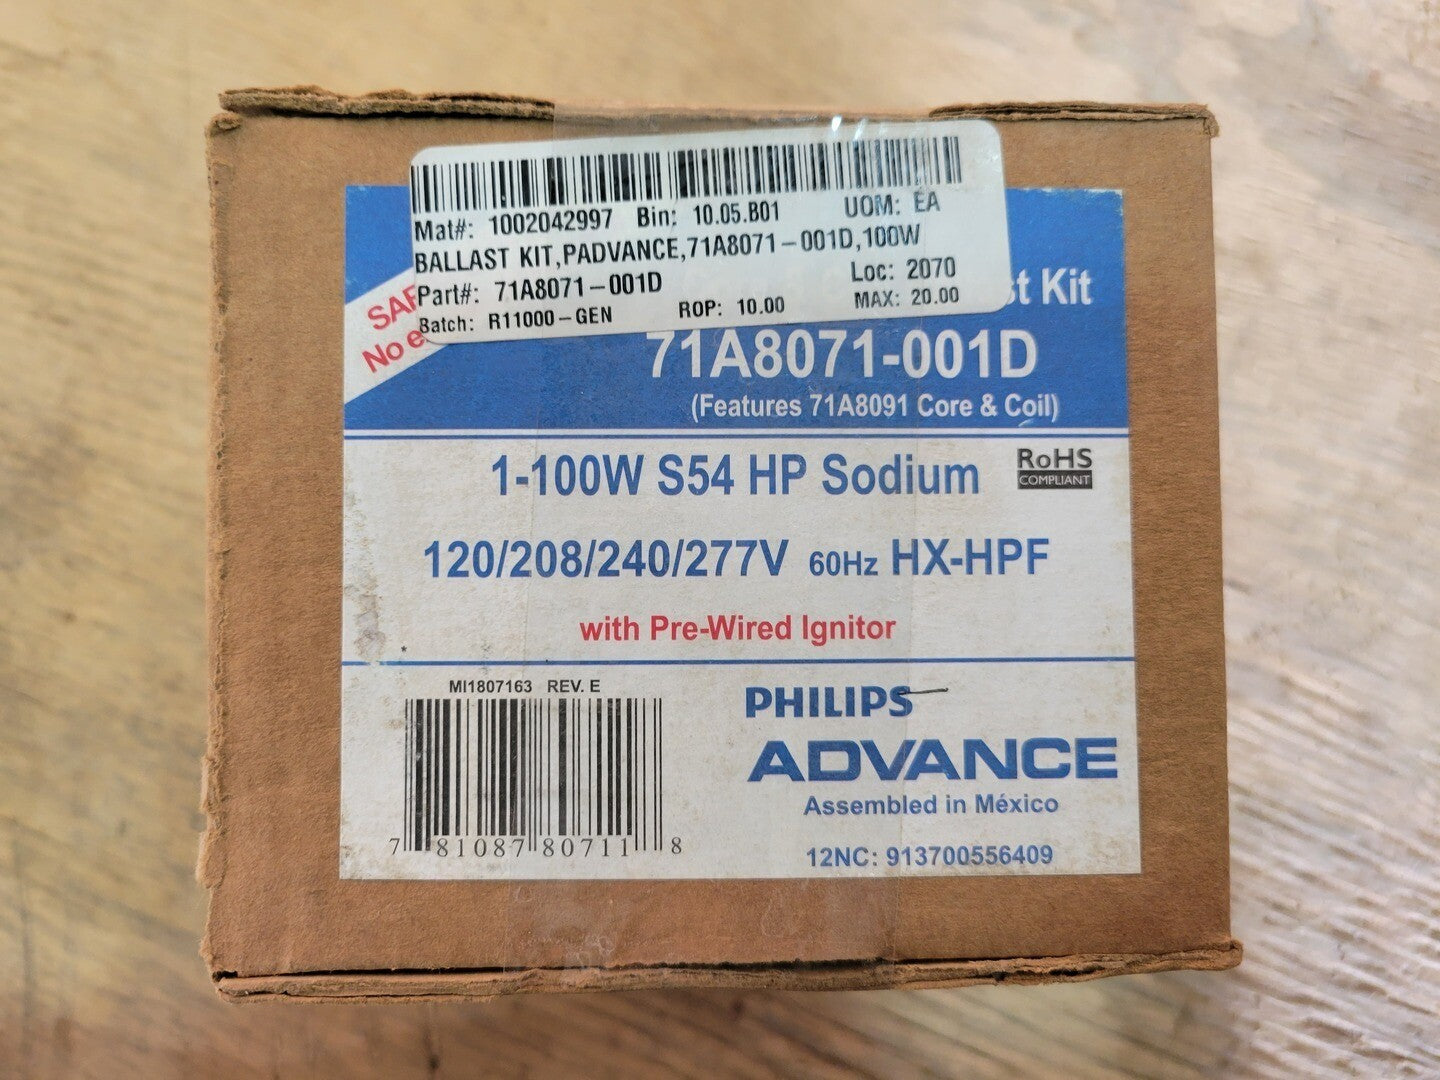 Mat#: 1002042997 Bin: 10.05.B01 UOM: EA
BALLAST KIT,PADVANCE,71A8071-001D,100W
Part#: 71A8071-001D Loc: 2070
Batch: R11000-GEN ROP: 10.00 MAX: 20.00
Kit
No
71A8071-001D
(Features 71A8091 Core & Coil)
1-100W S54 HP Sodium
RoHS
COMPLIANT
120/208/240/277V 60Hz HX-HPF
with Pre-Wired Ignitor
MI1807163 REV. E
7 81087 80711 8
PHILIPS
ADVANCE
Assembled in México
12NC: 913700556409